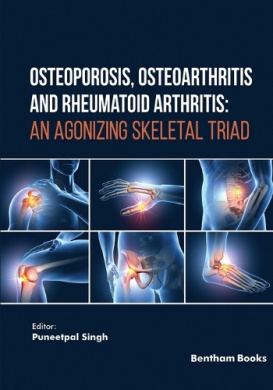 OSTEOPOROSIS, OSTEOARTHRITIS
AND RHEUMATOID ARTHRITIS:
AN AGONIZING SKELETAL TRIAD
Editor:
Puneetpal Singh
Bentham Books